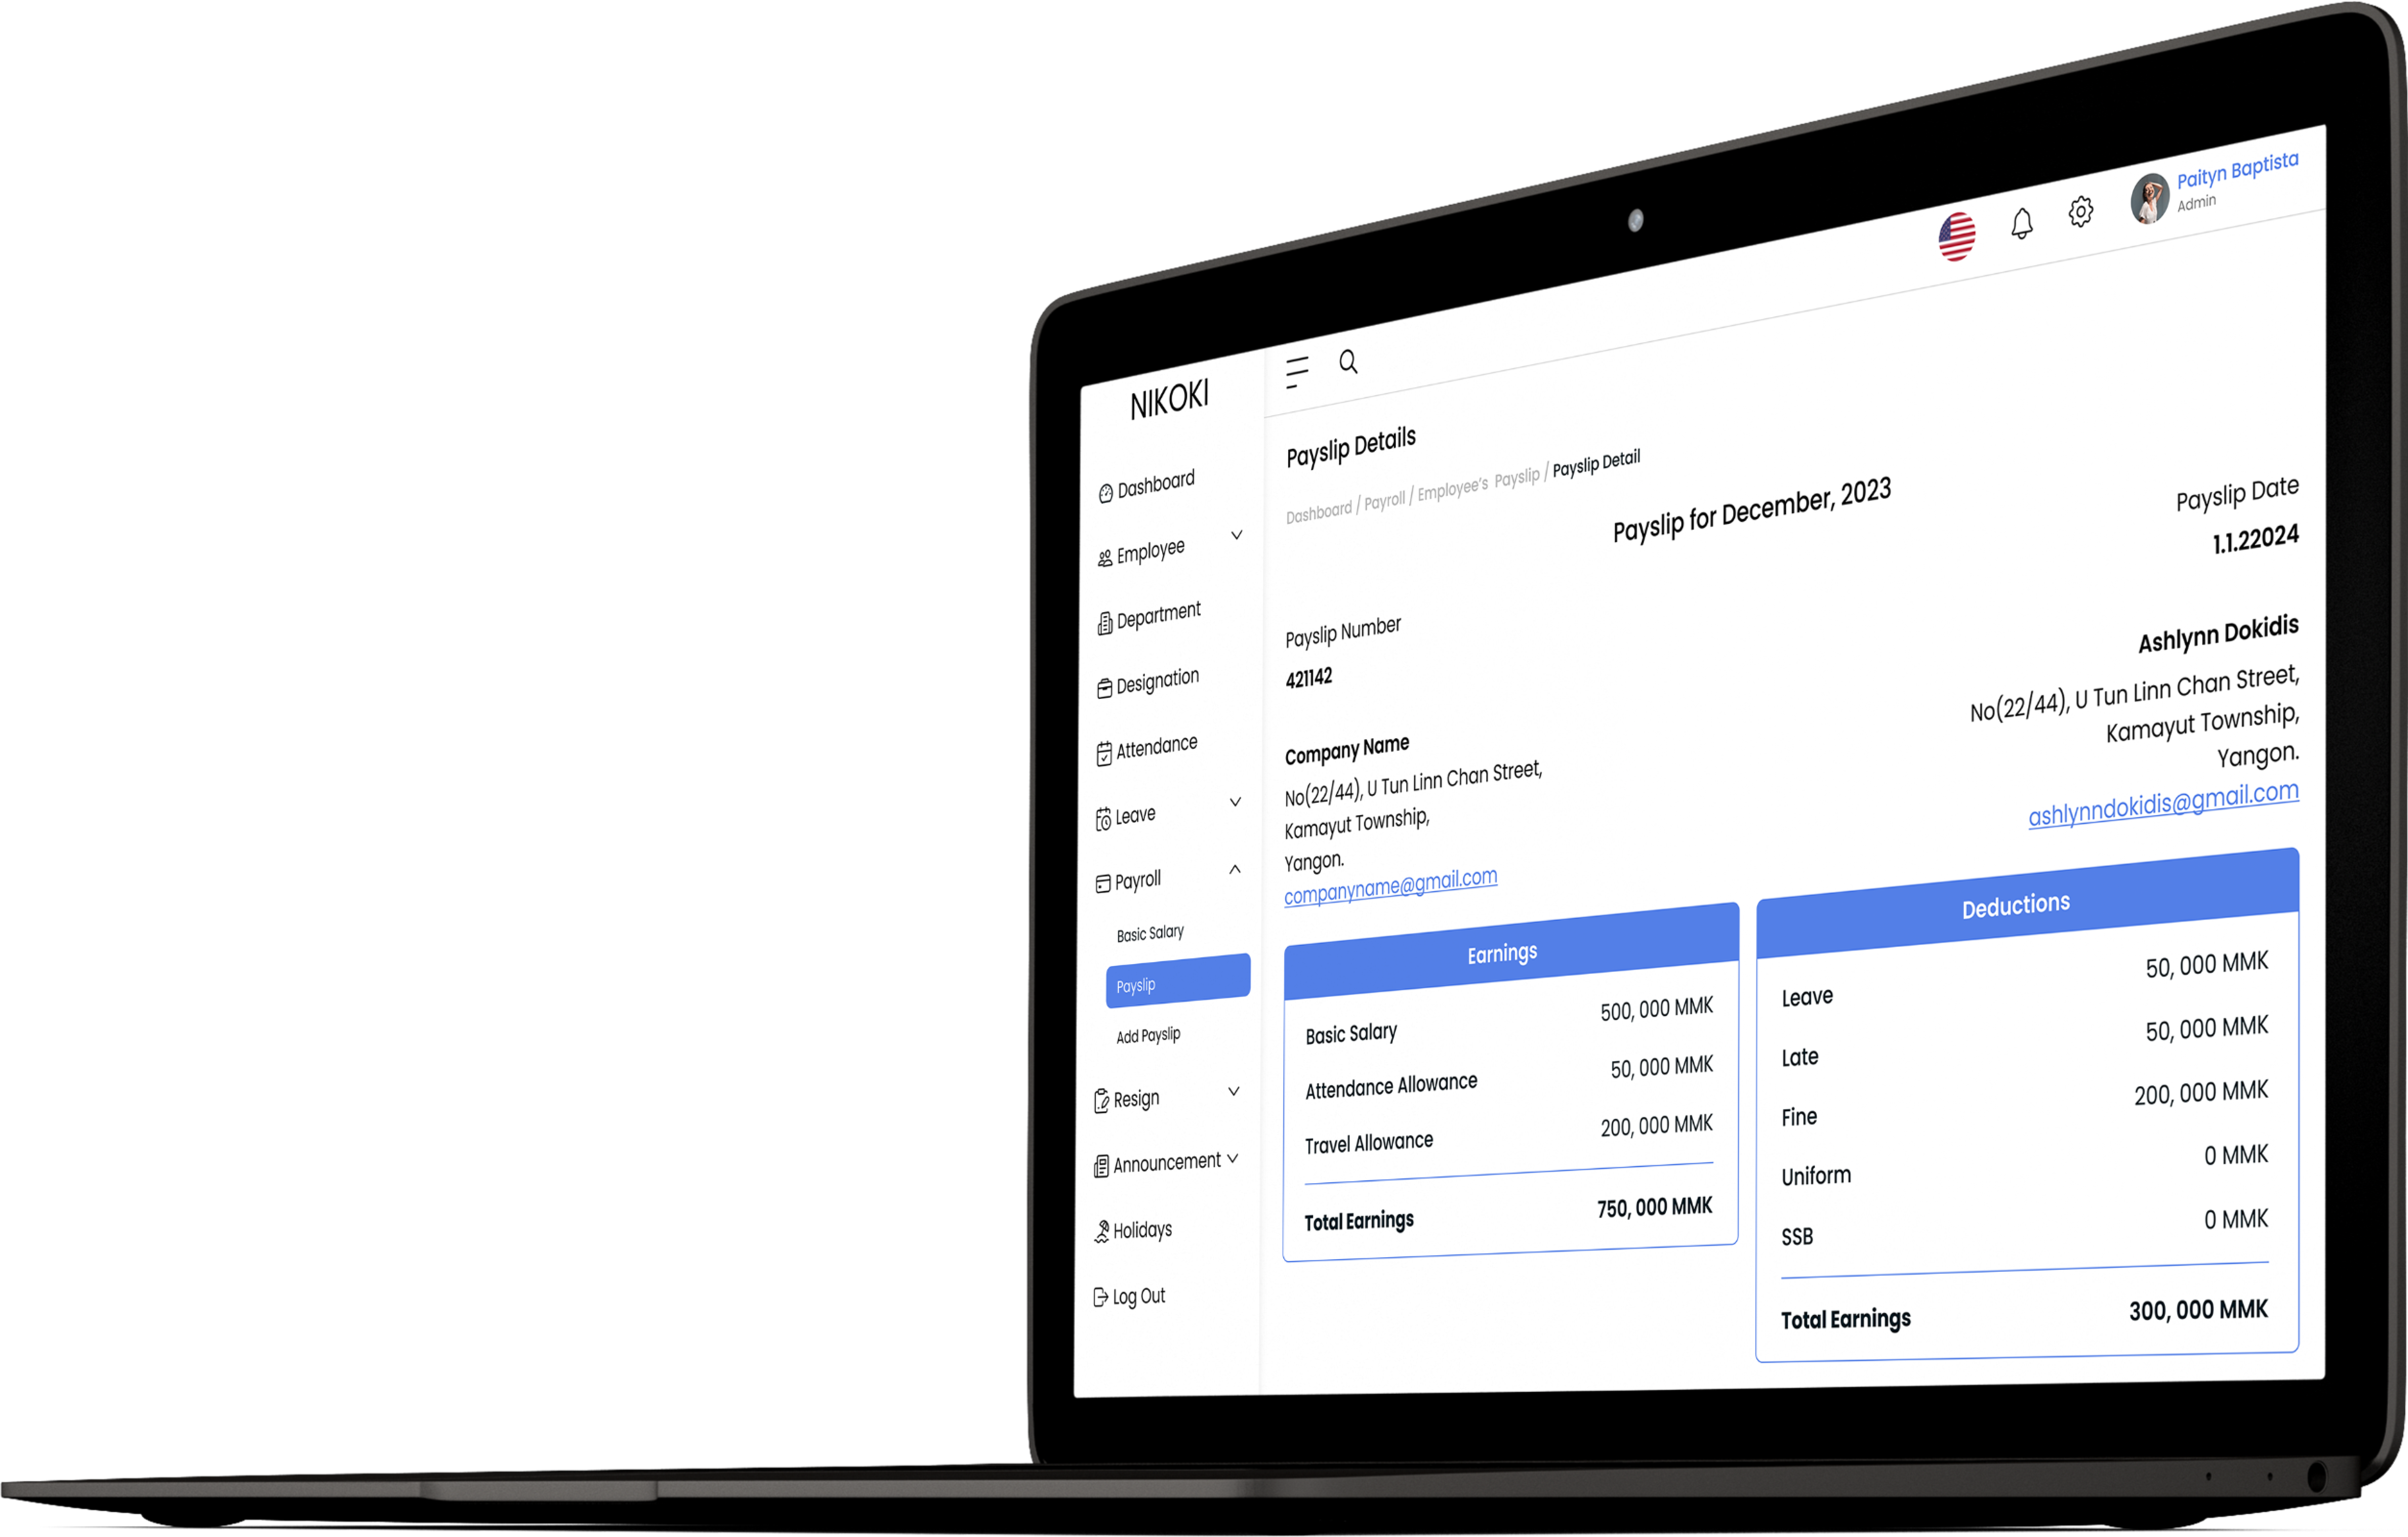 Paityn Baptista
Admin
NIKOKI
Dashboard
Employee
Department
Designation
Attendance
Leave
Payroll
Basic Salary
Payslip
Add Payslip
Resign
Announcement
Holidays
Log Out
Payslip Details
Dashboard / Payroll / Employee's Payslip / Payslip Detail
Payslip for December, 2023
Payslip Date
1.1.22024
Payslip Number
421142
Company Name
No(22/44), U Tun Linn Chan Street,
Kamayut Township,
Yangon.
companyname@gmail.com
Ashlynn Dokidis
No(22/44), U Tun Linn Chan Street,
Kamayut Township,
Yangon.
ashlynndokidis@gmail.com
Earnings
Basic Salary 500, 000 MMK
Attendance Allowance 50, 000 MMK
Travel Allowance 200, 000 MMK
Total Earnings 750, 000 MMK
Deductions
Leave 50, 000 MMK
Late 50, 000 MMK
Fine 200, 000 MMK
Uniform 0 MMK
SSB 0 MMK
Total Earnings 300, 000 MMK